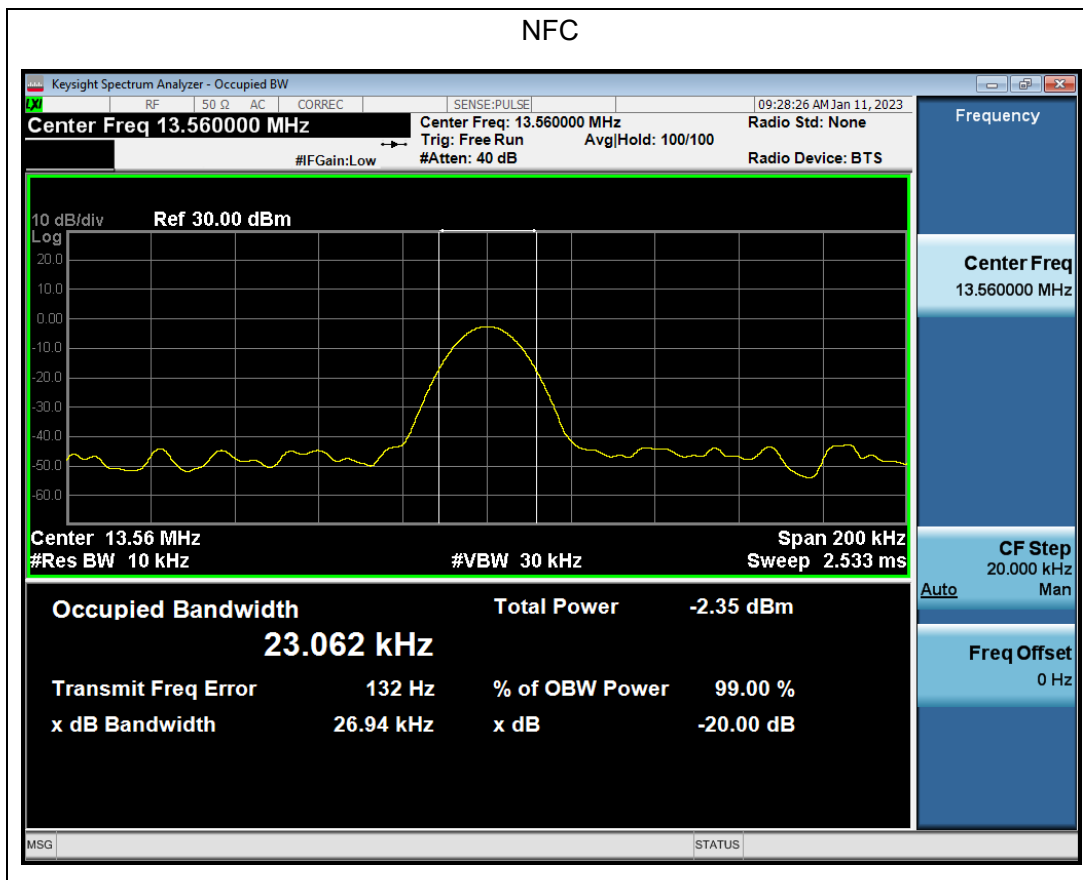 NFC
Keysight Spectrum Analyzer - Occupied BW
LXI RF 50 Ω AC CORREC SENSE:PULSE 09:28:26 AM Jan 11, 2023
Center Freq 13.560000 MHz Center Freq: 13.560000 MHz Radio Std: None
Trig: Free Run Avg|Hold: 100/100
#IFGain:Low #Atten: 40 dB Radio Device: BTS
10 dB/div Ref 30.00 dBm
Log
20.0
10.0
0.00
-10.0
-20.0
-30.0
-40.0
-50.0
-60.0
Center 13.56 MHz Span 200 kHz
#Res BW 10 kHz #VBW 30 kHz Sweep 2.533 ms
Occupied Bandwidth Total Power -2.35 dBm
23.062 kHz
Transmit Freq Error 132 Hz % of OBW Power 99.00 %
x dB Bandwidth 26.94 kHz x dB -20.00 dB
Frequency
Center Freq
13.560000 MHz
CF Step
20.000 kHz
Auto Man
Freq Offset
0 Hz
MSG STATUS